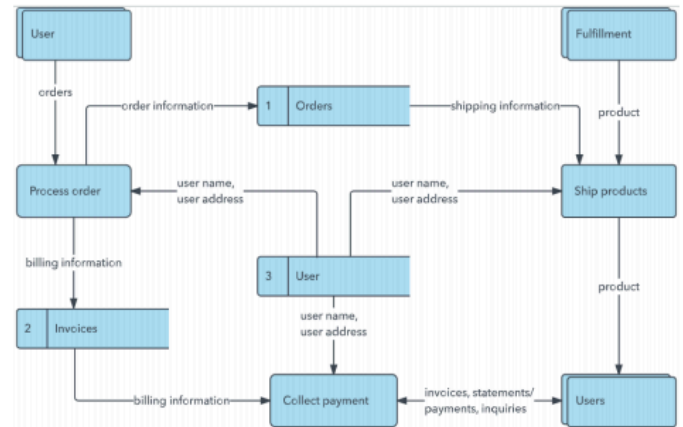 User
Fulfillment
orders
order information
1
Orders
shipping information
product
Process order
user name,
user address
user name,
user address
Ship products
billing information
3
User
product
2
Invoices
user name,
user address
billing information
Collect payment
invoices, statements/
payments, inquiries
Users